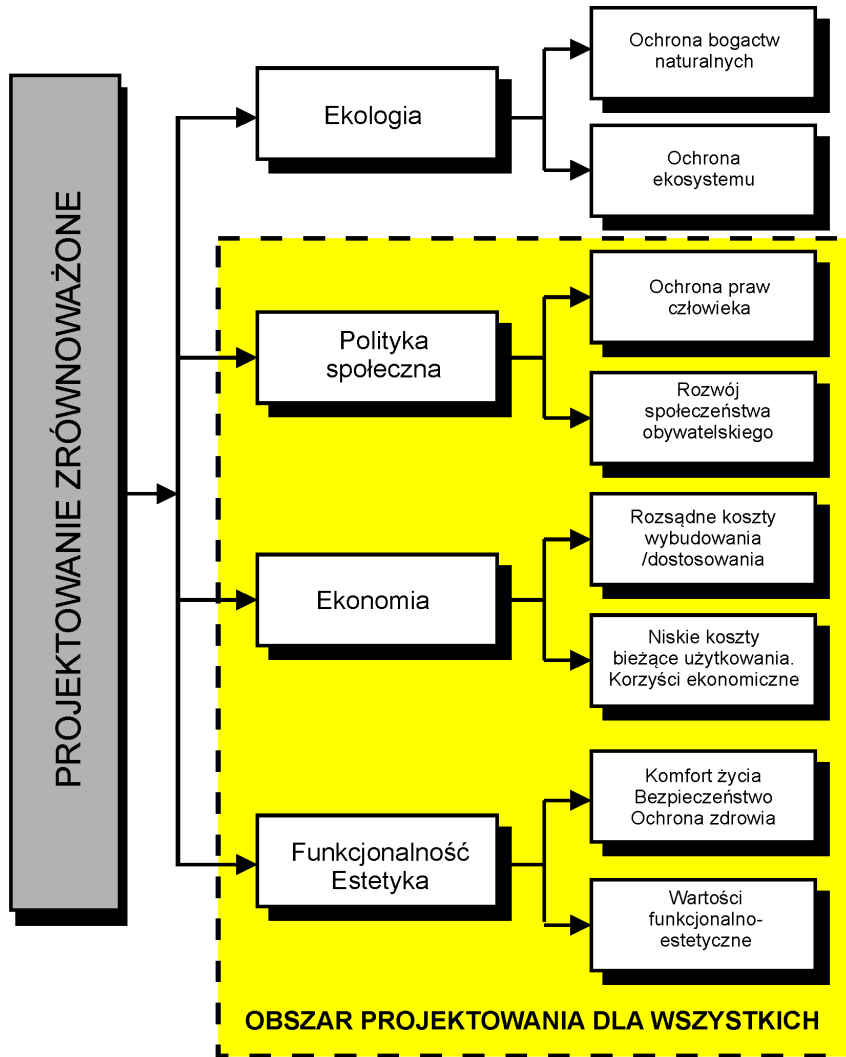 PROJEKTOWANIE ZRÓWNOWAŻONE
Ekologia
Ochrona bogactw
naturalnych
Ochrona
ekosystemu
Polityka
społeczna
Ochrona praw
człowieka
Rozwój
społeczeństwa
obywatelskiego
Ekonomia
Rozsądne koszty
wybudowania
/dostosowania
Niskie koszty
bieżące użytkowania.
Korzyści ekonomiczne
Funkcjonalność
Estetyka
Komfort życia
Bezpieczeństwo
Ochrona zdrowia
Wartości
funkcjonalno-
estetyczne
OBSZAR PROJEKTOWANIA DLA WSZYSTKICH